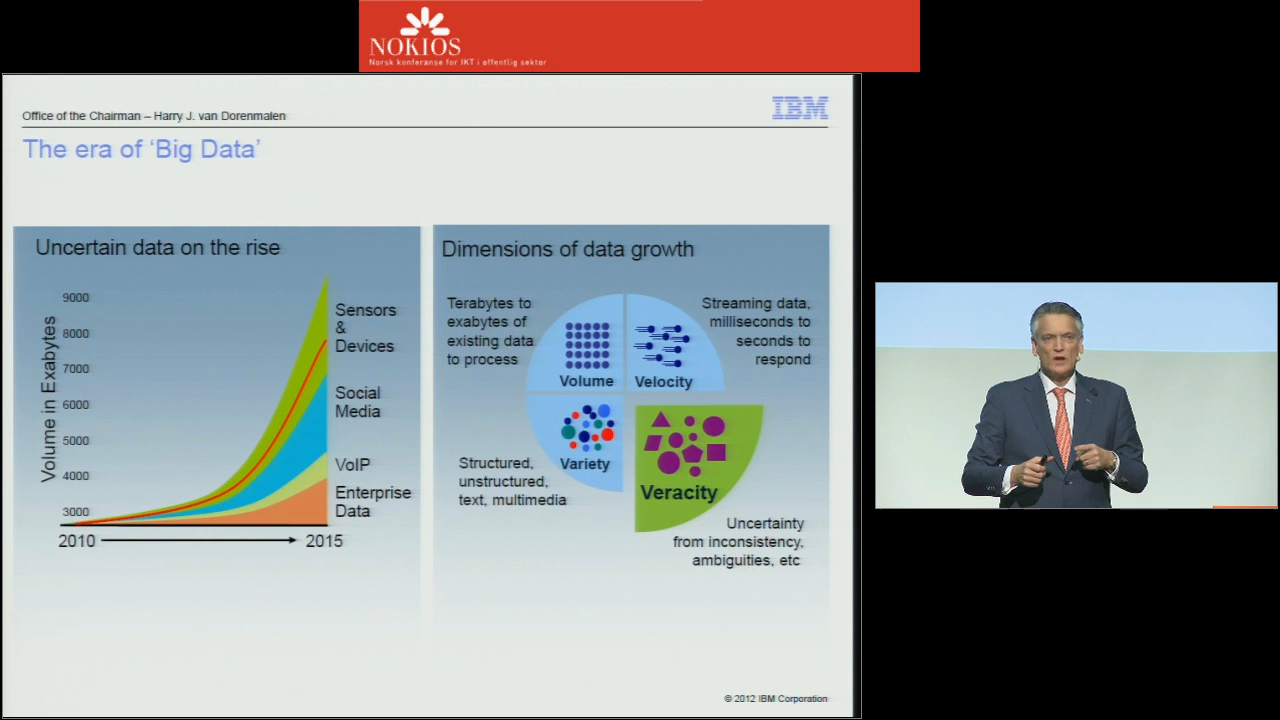 NOKIOS
Norsk konferanse for IKT i offentlig sektor
Office of the Chairman – Harry J. van Dorenmalen
IBM
The era of ‘Big Data’
Uncertain data on the rise
Volume in Exabytes
9000
8000
7000
6000
5000
4000
3000
2010
2015
Sensors
&
Devices
Social
Media
VoIP
Enterprise
Data
Dimensions of data growth
Terabytes to
exabytes of
existing data
to process
Volume
Streaming data,
milliseconds to
seconds to
respond
Velocity
Structured,
unstructured,
text, multimedia
Variety
Veracity
Uncertainty
from inconsistency,
ambiguities, etc
© 2012 IBM Corporation